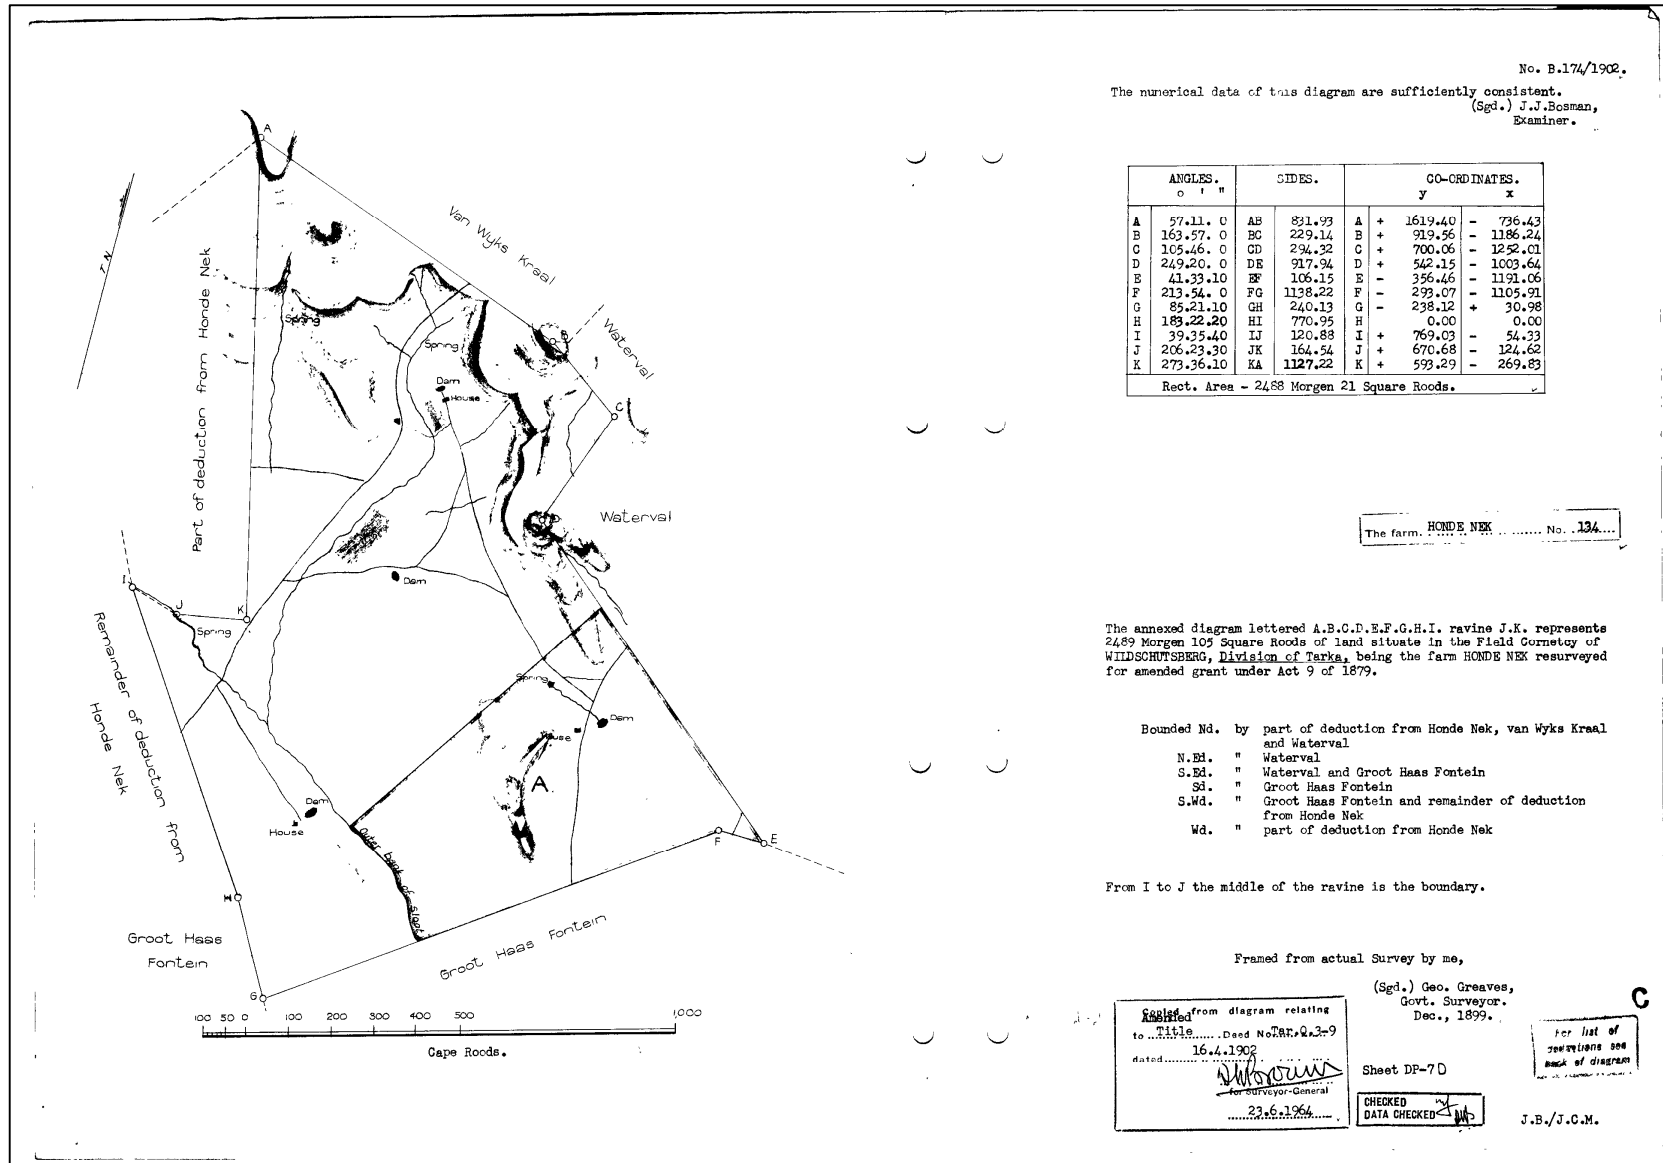 No. B.174/1902.
The numerical data of this diagram are sufficiently consistent.
(Sgd.) J.J.Bosman,
Examiner.
ANGLES. SIDES. CO-ORDINATES.
o ' " y x
A 57.11. 0 AB 831.93 A + 1619.40 - 736.43
B 163.57. 0 BC 229.14 B + 919.56 - 1186.24
C 105.46. 0 CD 294.32 C + 700.06 - 1252.01
D 249.20. 0 DE 917.94 D + 542.15 - 1003.64
E 41.33.10 EF 106.15 E - 356.46 - 1191.06
F 213.54. 0 FG 1138.22 F - 293.07 - 1105.91
G 85.21.10 GH 240.13 G - 238.12 + 30.98
H 183.22.20 HI 770.95 H 0.00 0.00
I 39.35.40 IJ 120.88 I + 769.03 - 54.33
J 206.23.30 JK 164.54 J + 670.68 - 124.62
K 273.36.10 KA 1127.22 K + 593.29 - 269.83
Rect. Area - 2488 Morgen 21 Square Roods.
The farm. HONDE NEK No. 134
The annexed diagram lettered A.B.C.D.E.F.G.H.I. ravine J.K. represents
2489 Morgen 105 Square Roods of land situate in the Field Cornetcy of
WILDSCHUTSBERG, Division of Tarka, being the farm HONDE NEK resurveyed
for amended grant under Act 9 of 1879.
Bounded Nd. by part of deduction from Honde Nek, van Wyks Kraal
and Waterval
N.Ed. " Waterval
S.Ed. " Waterval and Groot Haas Fontein
Sd. " Groot Haas Fontein
S.Wd. " Groot Haas Fontein and remainder of deduction
from Honde Nek
Wd. " part of deduction from Honde Nek
From I to J the middle of the ravine is the boundary.
Framed from actual Survey by me,
(Sgd.) Geo. Greaves,
Govt. Surveyor.
Dec., 1899.
Copied from diagram relating
Amended
to Title Deed No. Tar.Q.3-9
dated 16.4.1902
for Surveyor-General
23.6.1964
Sheet DP-7D
CHECKED
DATA CHECKED
C
For list of
deductions see
back of diagram
J.B./J.C.M.
T N
A
Van Wyks Kraal
Part of deduction from Honde Nek
Spring
Spring
B
Waterval
Dam
House
C
D
Waterval
Dam
I
J
K
Spring
Remainder of deduction from
Honde Nek
Spring
Dam
House
A
Dam
House
Outer bank of sloot
F
E
H
Groot Haas
Fontein
Groot Haas Fontein
G
100 50 0 100 200 300 400 500 1,000
Cape Roods.